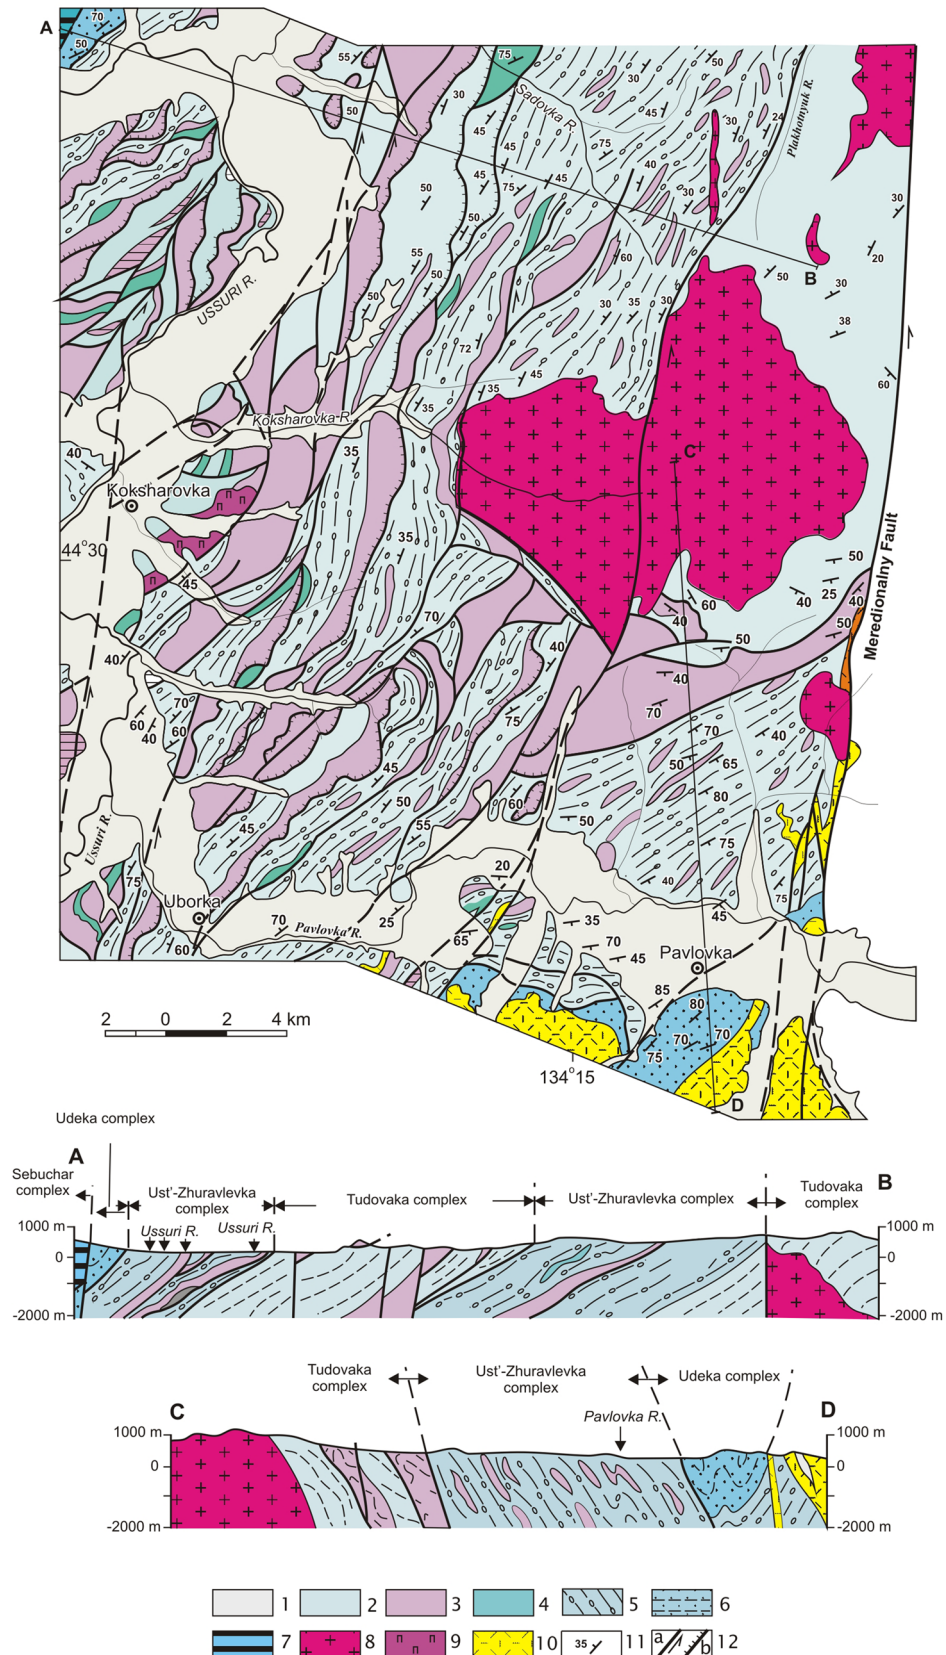 A
70
50
55
50
75
30
45
45
45
75
45
50
30
50
45
75
40
30
30
24
Sadovka R.
Plakhotnyuk R.
50
55
50
50
60
30
35
30
72
45
35
35
30
20
50
30
38
60
B
USSURI R.
Koksharovka R.
40
Koksharovka
35
35
C
44°30
45
70
40
60
40
50
50
25
40
40
50
Meredionalny Fault
40
70
60
60
40
75
45
50
55
45
60
40
70
70
65
50
80
40
50
75
40
45
75
Ussuri R.
75
Uborka
60
70
Pavlovka R.
25
20
65
35
70
45
Pavlovka
85
80
70
70
75
D
2 0 2 4 km
134°15
Udeka complex
A
Sebuchar complex
Ust'-Zhuravlevka complex
Tudovaka complex
Ust'-Zhuravlevka complex
Tudovaka complex
B
Ussuri R.
Ussuri R.
1000 m
0
-2000 m
1000 m
0
-2000 m
Tudovaka complex
Ust'-Zhuravlevka complex
Udeka complex
C
D
Pavlovka R.
1000 m
0
-2000 m
1000 m
0
-2000 m
1 2 3 4 5 6
7 8 9 10 35 11 a b 12